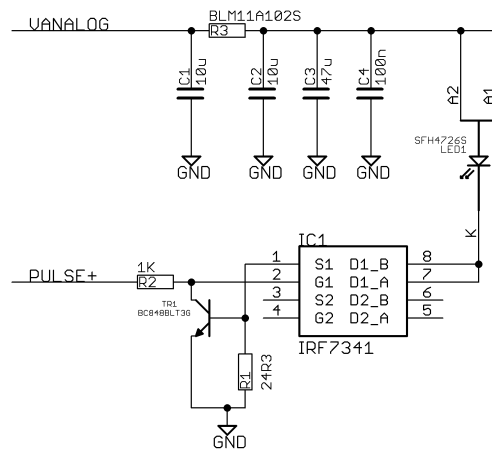 BLM11A102S
VANALOG
R3
C1
10u
C2
10u
C3
47u
C4
100n
A2
A1
SFH4726S
LED1
GND
GND
GND
GND
K
IC1
1 S1 D1_B 8
2 G1 D1_A 7
3 S2 D2_B 6
4 G2 D2_A 5
IRF7341
1K
PULSE+
R2
TR1
BC848BLT3G
R1
24R3
GND